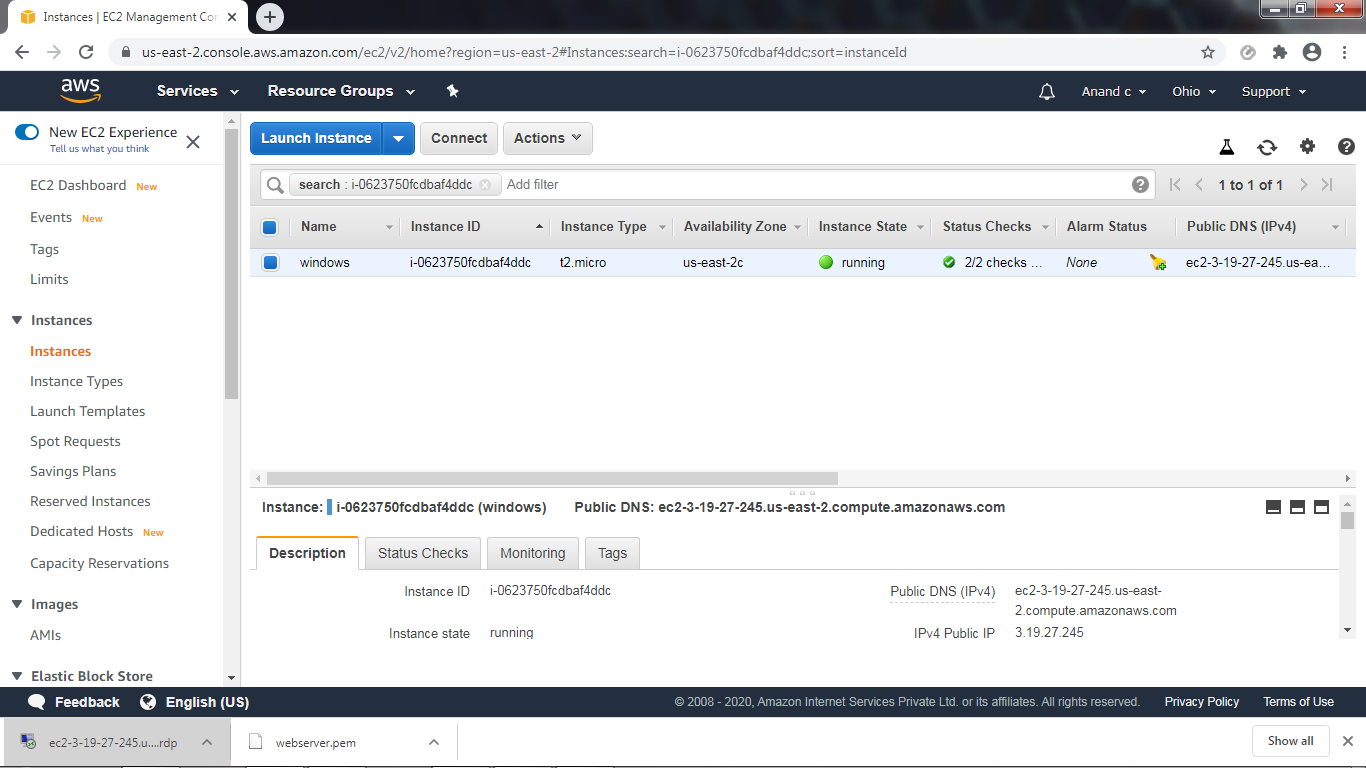 Instances | EC2 Management Con
us-east-2.console.aws.amazon.com/ec2/v2/home?region=us-east-2#Instances:search=i-0623750fcdbaf4ddc;sort=instanceId
aws Services Resource Groups Anand c Ohio Support
New EC2 Experience
Tell us what you think
EC2 Dashboard New
Events New
Tags
Limits
Instances
Instances
Instance Types
Launch Templates
Spot Requests
Savings Plans
Reserved Instances
Dedicated Hosts New
Capacity Reservations
Images
AMIs
Elastic Block Store
Launch Instance Connect Actions
search : i-0623750fcdbaf4ddc Add filter 1 to 1 of 1
Name Instance ID Instance Type Availability Zone Instance State Status Checks Alarm Status Public DNS (IPv4)
windows i-0623750fcdbaf4ddc t2.micro us-east-2c running 2/2 checks ... None ec2-3-19-27-245.us-ea...
Instance: i-0623750fcdbaf4ddc (windows) Public DNS: ec2-3-19-27-245.us-east-2.compute.amazonaws.com
Description Status Checks Monitoring Tags
Instance ID i-0623750fcdbaf4ddc Public DNS (IPv4) ec2-3-19-27-245.us-east-
2.compute.amazonaws.com
Instance state running IPv4 Public IP 3.19.27.245
Feedback English (US) © 2008 - 2020, Amazon Internet Services Private Ltd. or its affiliates. All rights reserved. Privacy Policy Terms of Use
ec2-3-19-27-245.u....rdp webserver.pem Show all